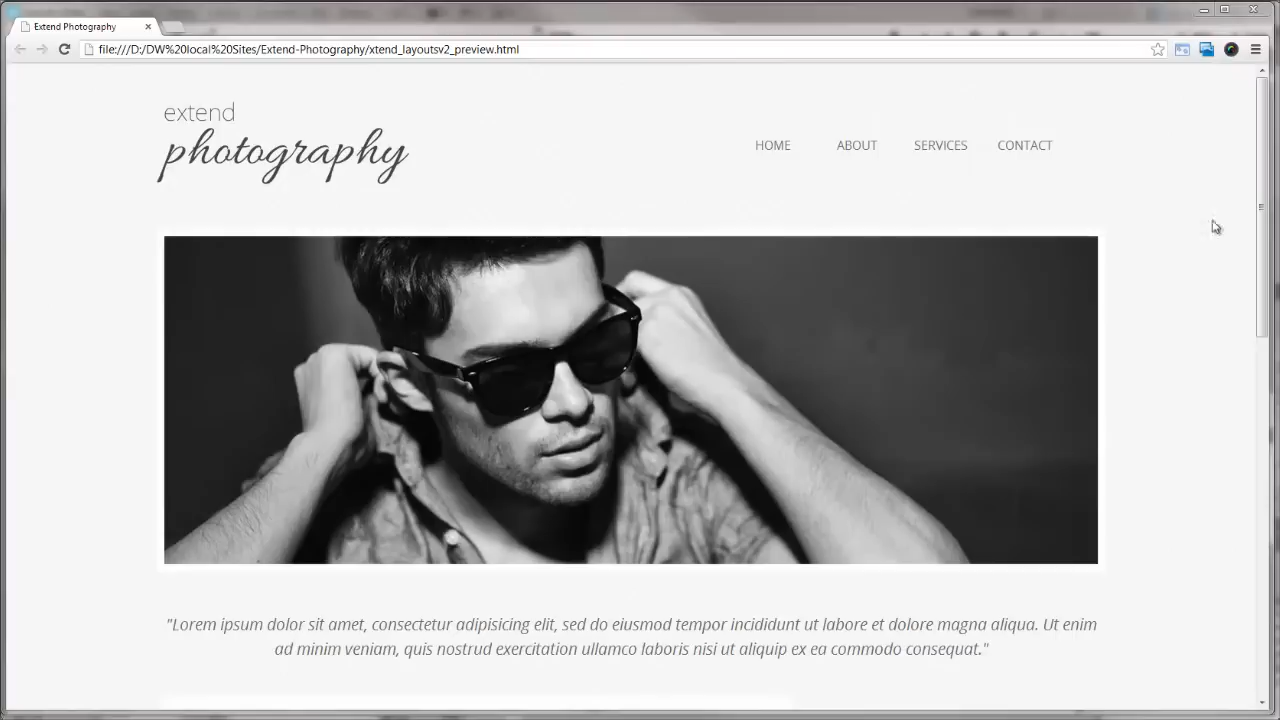 Extend Photography
file:///D:/DW%20local%20Sites/Extend-Photography/xtend_layoutsv2_preview.html
extend
photography
HOME ABOUT SERVICES CONTACT
"Lorem ipsum dolor sit amet, consectetur adipisicing elit, sed do eiusmod tempor incididunt ut labore et dolore magna aliqua. Ut enim
ad minim veniam, quis nostrud exercitation ullamco laboris nisi ut aliquip ex ea commodo consequat."